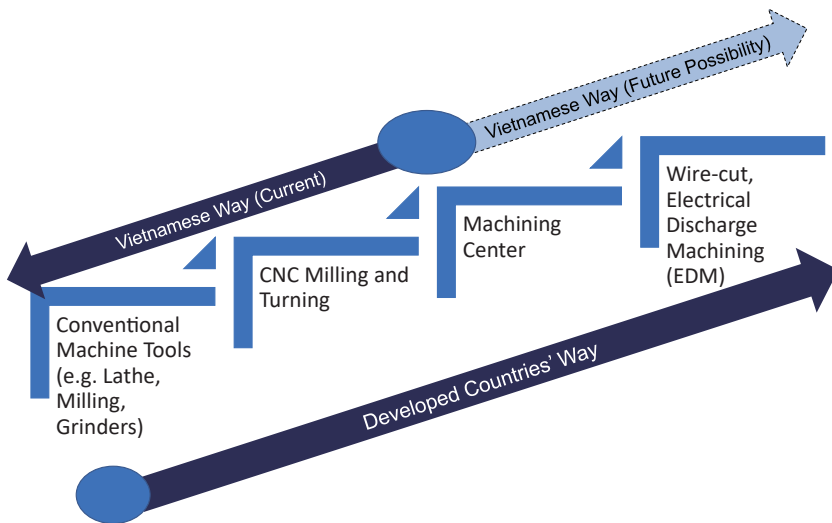 Vietnamese Way (Future Possibility)
Vietnamese Way (Current)
Wire-cut,
Electrical
Discharge
Machining
(EDM)
Machining
Center
CNC Milling and
Turning
Conventional
Machine Tools
(e.g. Lathe,
Milling,
Grinders)
Developed Countries’ Way